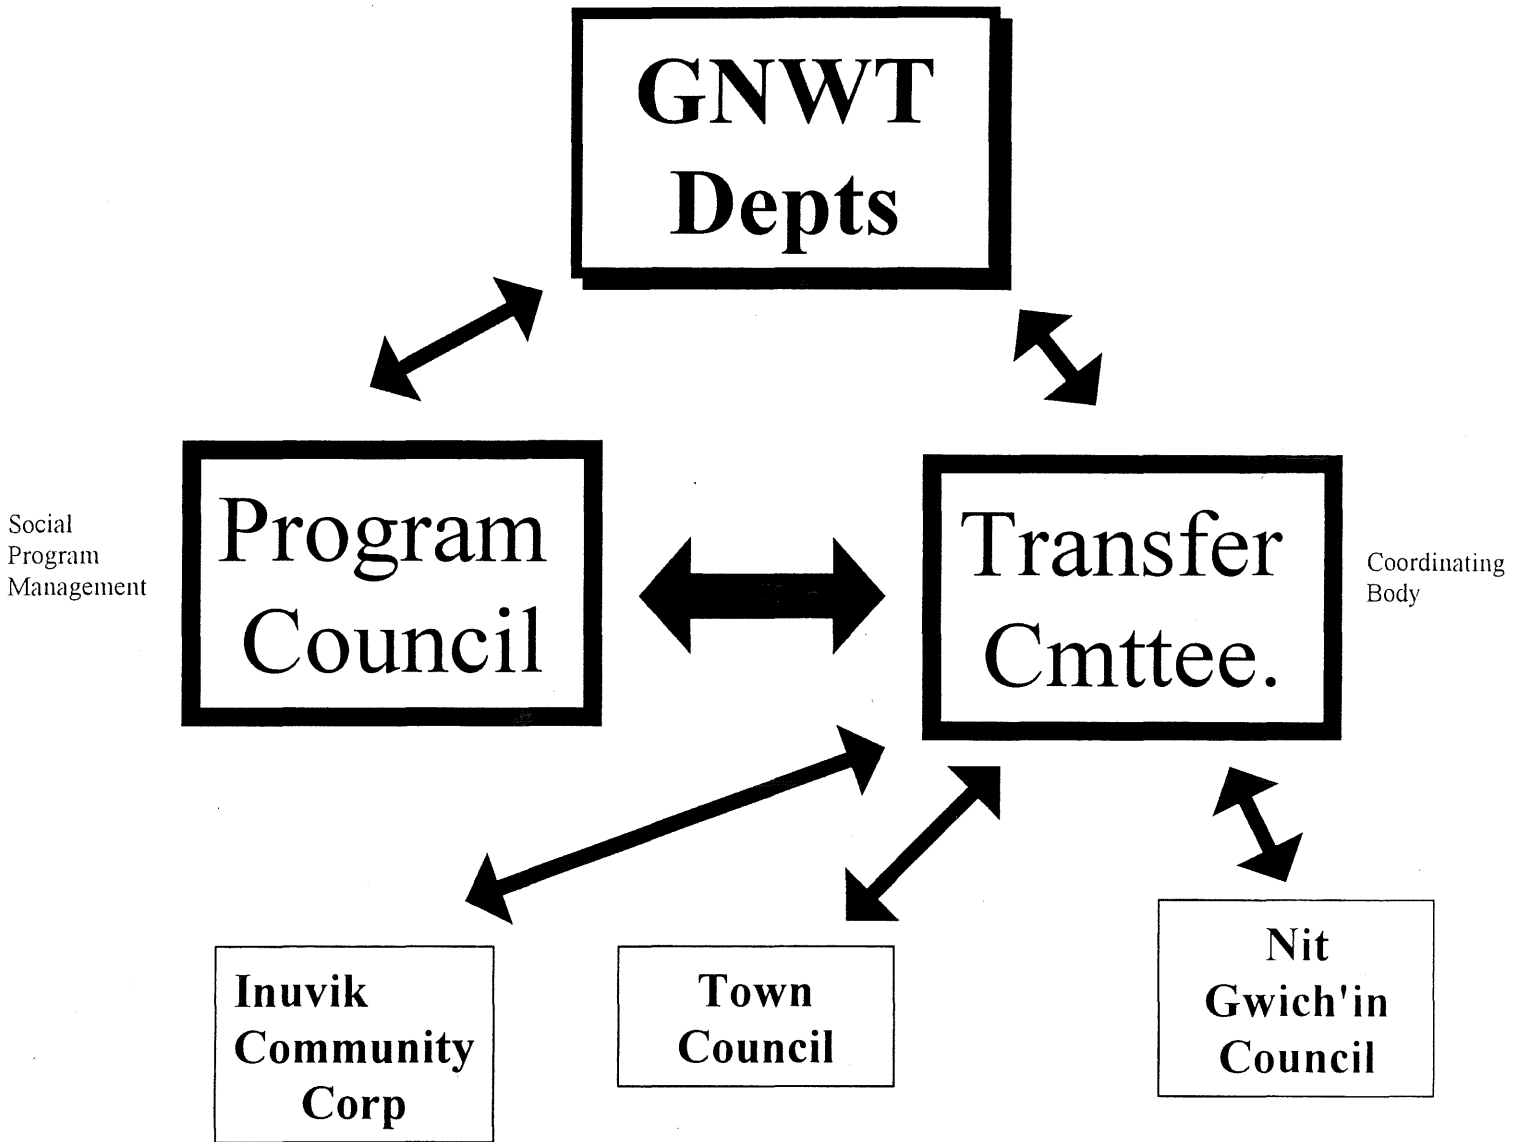 GNWT
Depts
Social
Program
Management
Program
Council
Transfer
Cmttee.
Coordinating
Body
Inuvik
Community
Corp
Town
Council
Nit
Gwich'in
Council